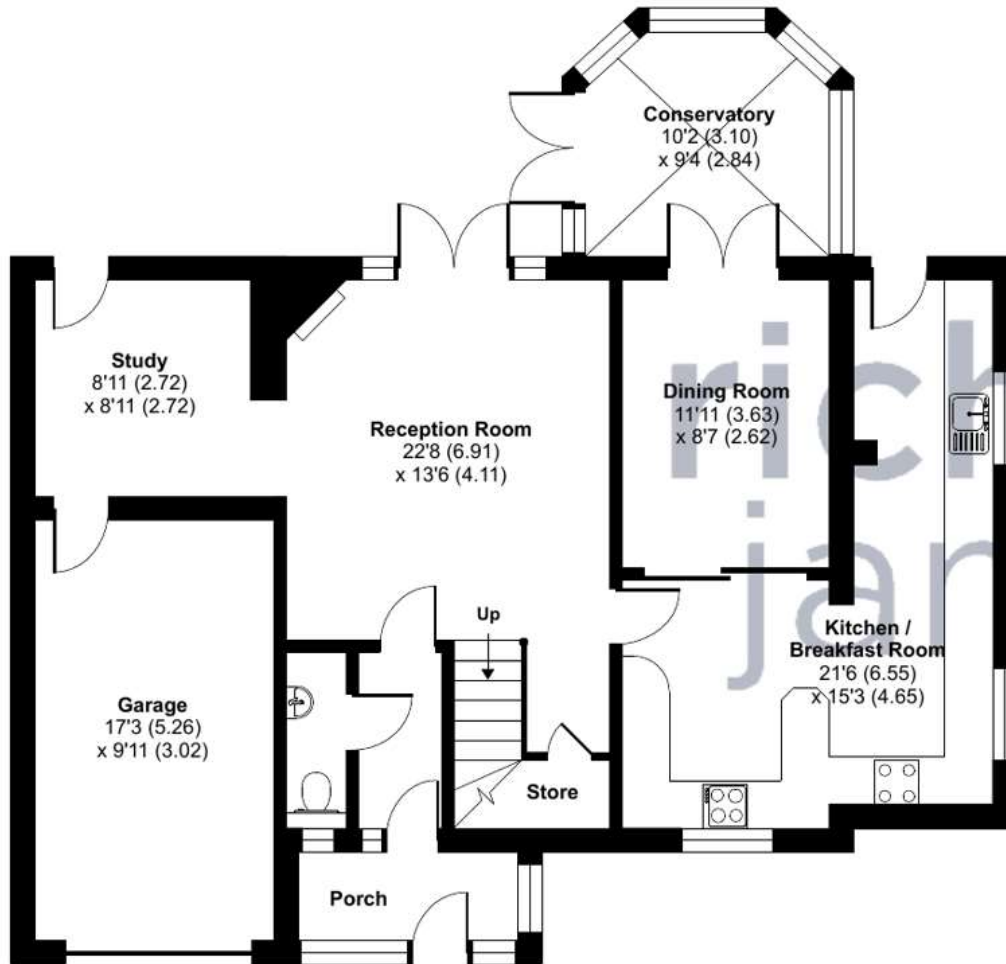 Conservatory
10'2 (3.10)
x 9'4 (2.84)
Study
8'11 (2.72)
x 8'11 (2.72)
Reception Room
22'8 (6.91)
x 13'6 (4.11)
Dining Room
11'11 (3.63)
x 8'7 (2.62)
rich
jan
Up
Kitchen /
Breakfast Room
21'6 (6.55)
x 15'3 (4.65)
Garage
17'3 (5.26)
x 9'11 (3.02)
Store
Porch